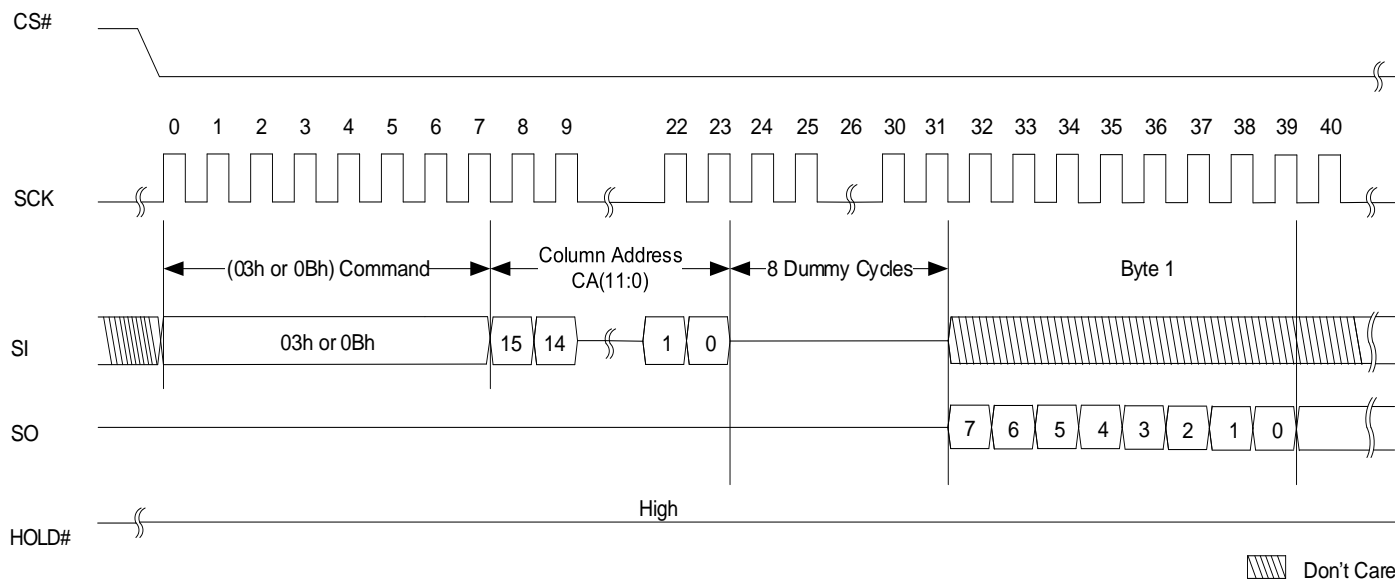 CS#
0 1 2 3 4 5 6 7 8 9 22 23 24 25 26 30 31 32 33 34 35 36 37 38 39 40
SCK
(03h or 0Bh) Command
Column Address
CA(11:0)
8 Dummy Cycles
Byte 1
SI
03h or 0Bh
15 14 1 0
SO
7 6 5 4 3 2 1 0
High
HOLD#
Don't Care